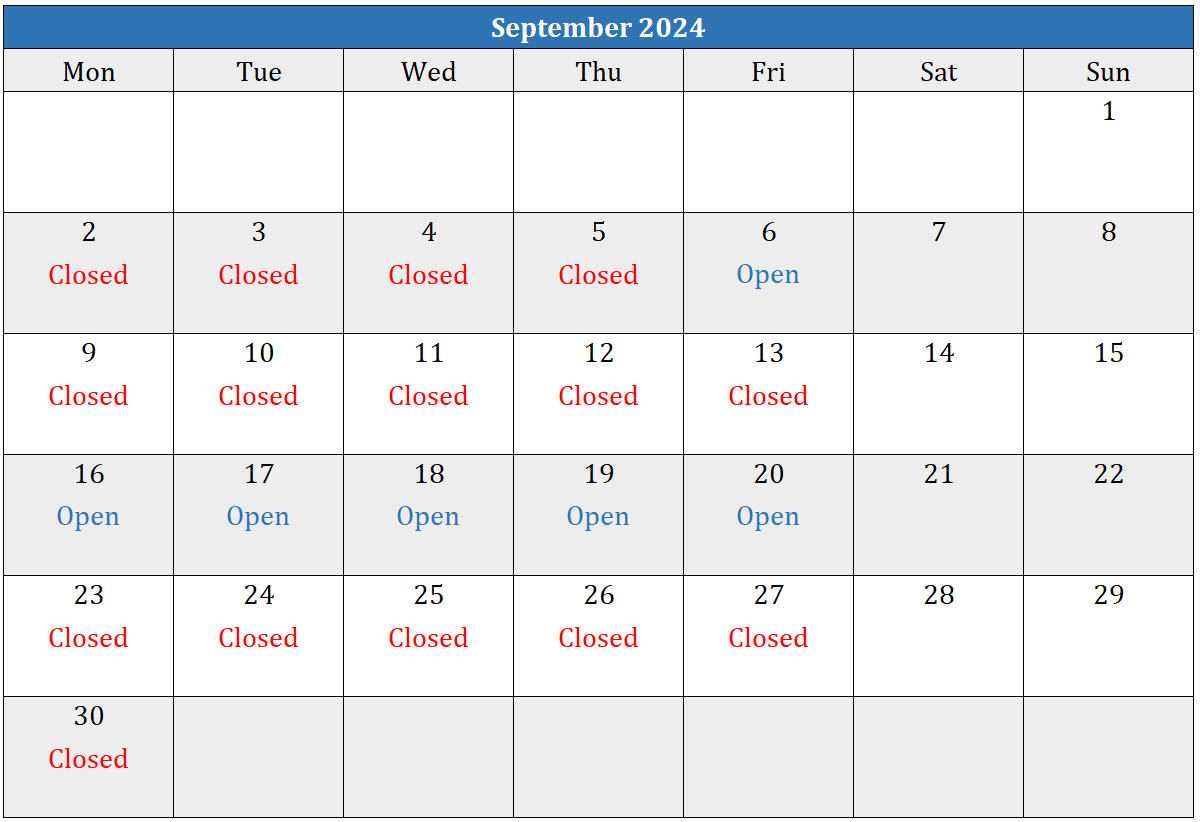 September 2024
Mon Tue Wed Thu Fri Sat Sun
1
2 3 4 5 6 7 8
Closed Closed Closed Closed Open
9 10 11 12 13 14 15
Closed Closed Closed Closed Closed
16 17 18 19 20 21 22
Open Open Open Open Open
23 24 25 26 27 28 29
Closed Closed Closed Closed Closed
30
Closed